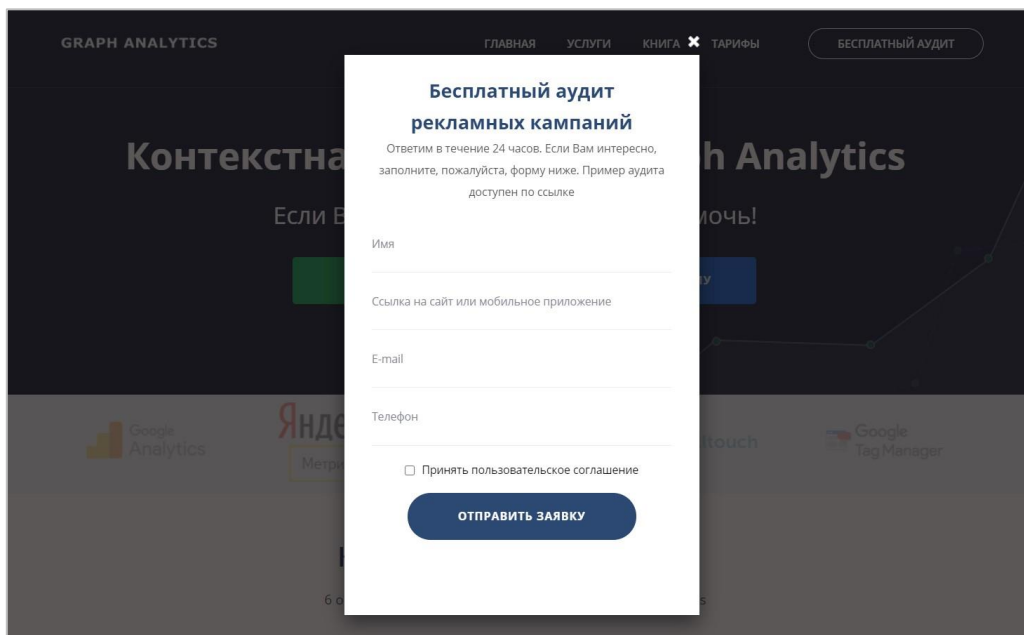 GRAPH ANALYTICS ГЛАВНАЯ УСЛУГИ КНИГА ТАРИФЫ БЕСПЛАТНЫЙ АУДИТ
Бесплатный аудит
рекламных кампаний
Ответим в течение 24 часов. Если Вам интересно,
заполните, пожалуйста, форму ниже. Пример аудита
доступен по ссылке
Контекстна h Analytics
Если В мочь!
Имя
Ссылка на сайт или мобильное приложение
E-mail
Телефон
Google
Analytics
Янде
Метри
ltouch
Google
Tag Manager
Принять пользовательское соглашение
ОТПРАВИТЬ ЗАЯВКУ
6 о